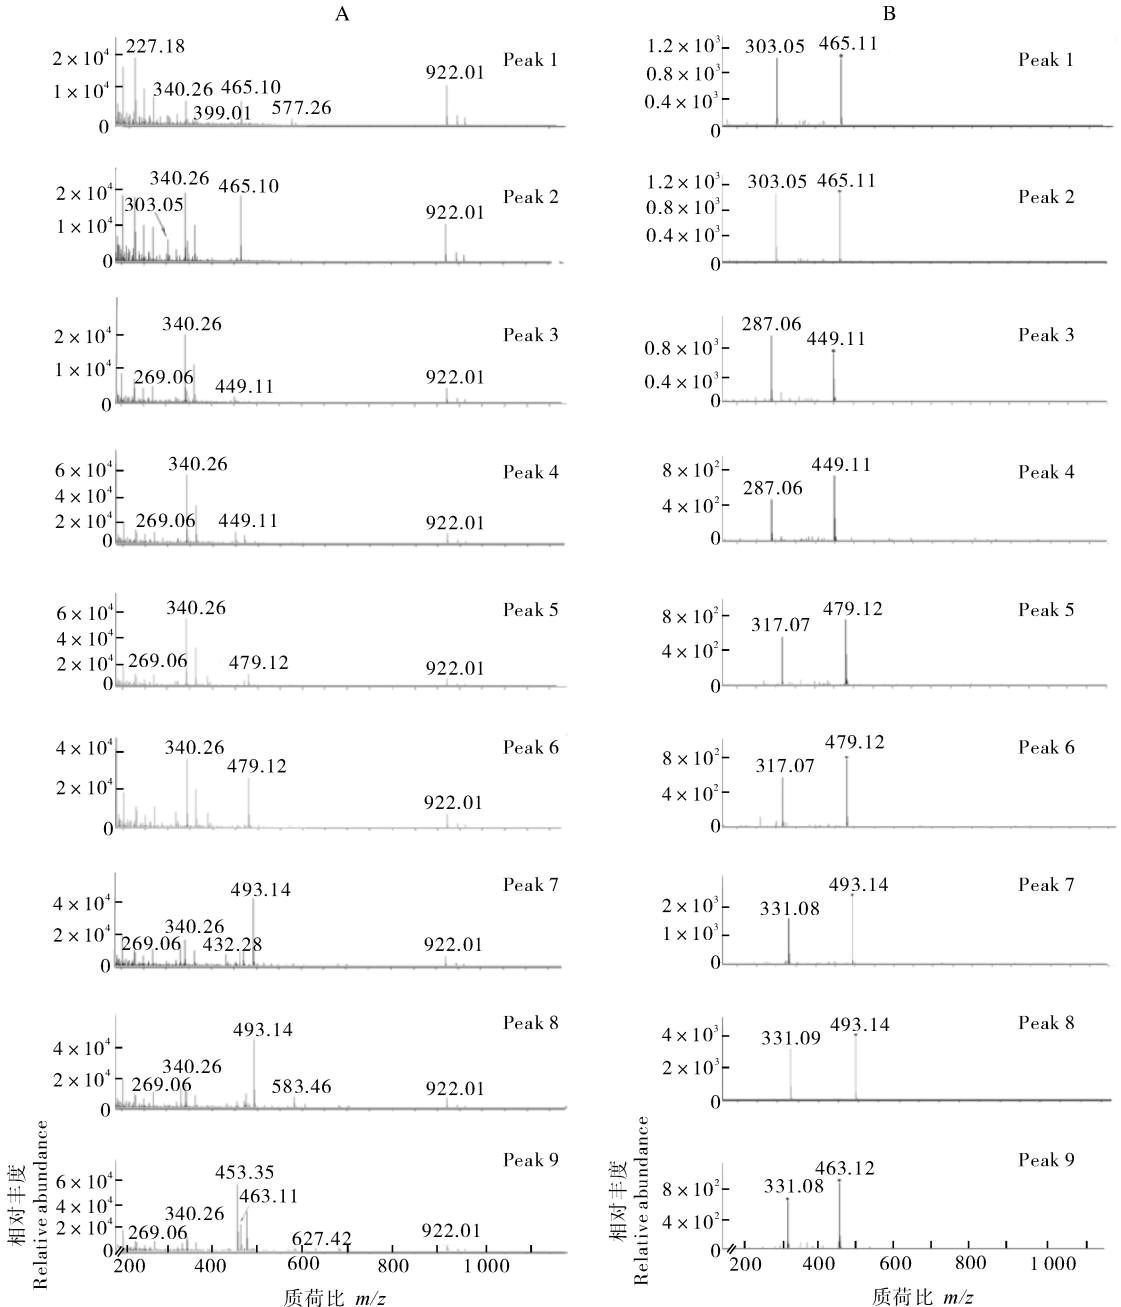 A
2 × 10⁴
1 × 10⁴
0
227.18
340.26
465.10
399.01
577.26
922.01
Peak 1
2 × 10⁴
1 × 10⁴
0
340.26
465.10
303.05
922.01
Peak 2
2 × 10⁴
1 × 10⁴
0
340.26
269.06
449.11
922.01
Peak 3
6 × 10⁴
4 × 10⁴
2 × 10⁴
0
340.26
269.06
449.11
922.01
Peak 4
6 × 10⁴
4 × 10⁴
2 × 10⁴
0
340.26
269.06
479.12
922.01
Peak 5
4 × 10⁴
2 × 10⁴
0
340.26
479.12
922.01
Peak 6
4 × 10⁴
2 × 10⁴
0
493.14
340.26
269.06
432.28
922.01
Peak 7
4 × 10⁴
2 × 10⁴
0
493.14
340.26
269.06
583.46
922.01
Peak 8
6 × 10⁴
4 × 10⁴
2 × 10⁴
0
453.35
463.11
340.26
269.06
627.42
922.01
Peak 9
200 400 600 800 1 000
质荷比 m/z
相对丰度
Relative abundance
B
1.2 × 10³
0.8 × 10³
0.4 × 10³
0
303.05
465.11
Peak 1
1.2 × 10³
0.8 × 10³
0.4 × 10³
0
303.05
465.11
Peak 2
0.8 × 10³
0.4 × 10³
0
287.06
449.11
Peak 3
8 × 10²
4 × 10²
0
287.06
449.11
Peak 4
8 × 10²
4 × 10²
0
317.07
479.12
Peak 5
8 × 10²
4 × 10²
0
317.07
479.12
Peak 6
2 × 10³
1 × 10³
0
331.08
493.14
Peak 7
4 × 10³
2 × 10³
0
331.09
493.14
Peak 8
8 × 10²
4 × 10²
0
331.08
463.12
Peak 9
200 400 600 800 1 000
质荷比 m/z
相对丰度
Relative abundance